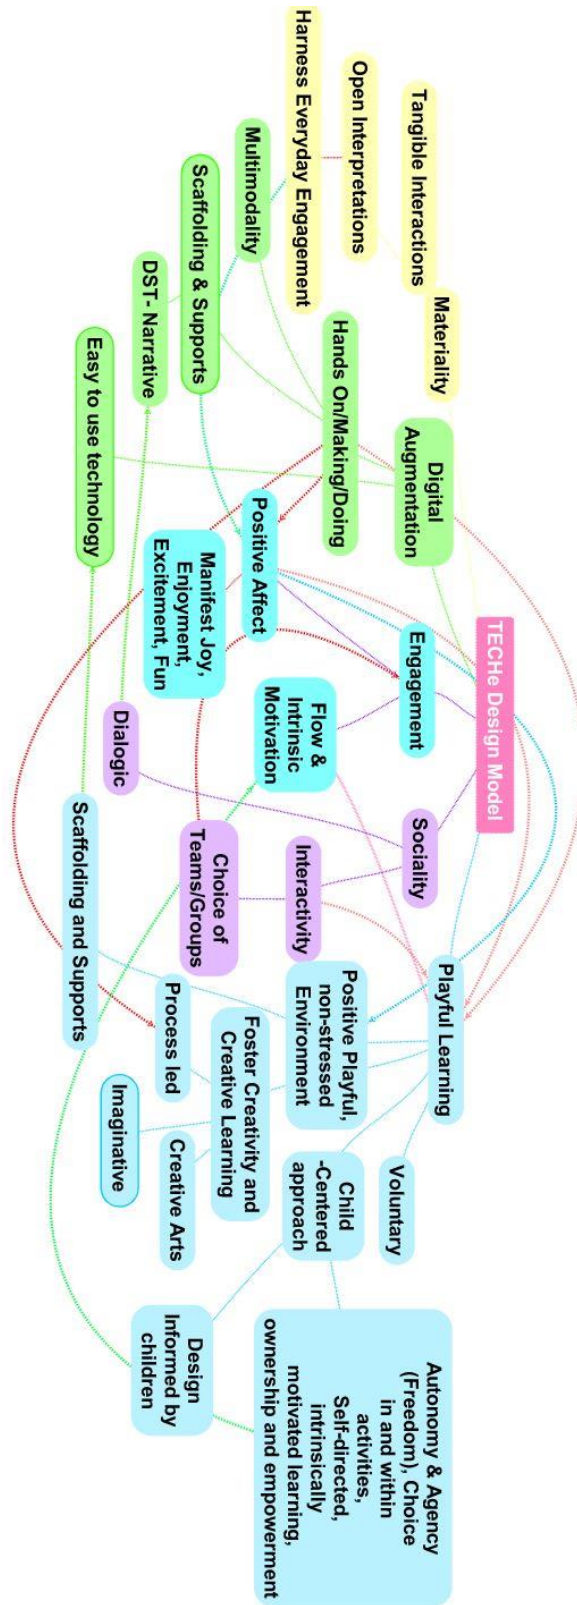 TECHe Design Model
Materiality
Tangible Interactions
Open Interpretations
Harness Everyday Engagement
Digital
Augmentation
Hands On/Making/Doing
Multimodality
Scaffolding & Supports
DST- Narrative
Easy to use technology
Engagement
Positive Affect
Manifest Joy,
Enjoyment,
Excitement, Fun
Flow &
Intrinsic
Motivation
Sociality
Interactivity
Choice of
Teams/Groups
Dialogic
Playful Learning
Voluntary
Positive Playful,
non-stressed
Environment
Child
-Centered
approach
Foster Creativity and
Creative Learning
Process led
Creative Arts
Imaginative
Scaffolding and Supports
Autonomy & Agency
(Freedom), Choice
in and within
activities,
Self-directed,
intrinsically
motivated learning,
ownership and empowerment
Design
Informed by
children